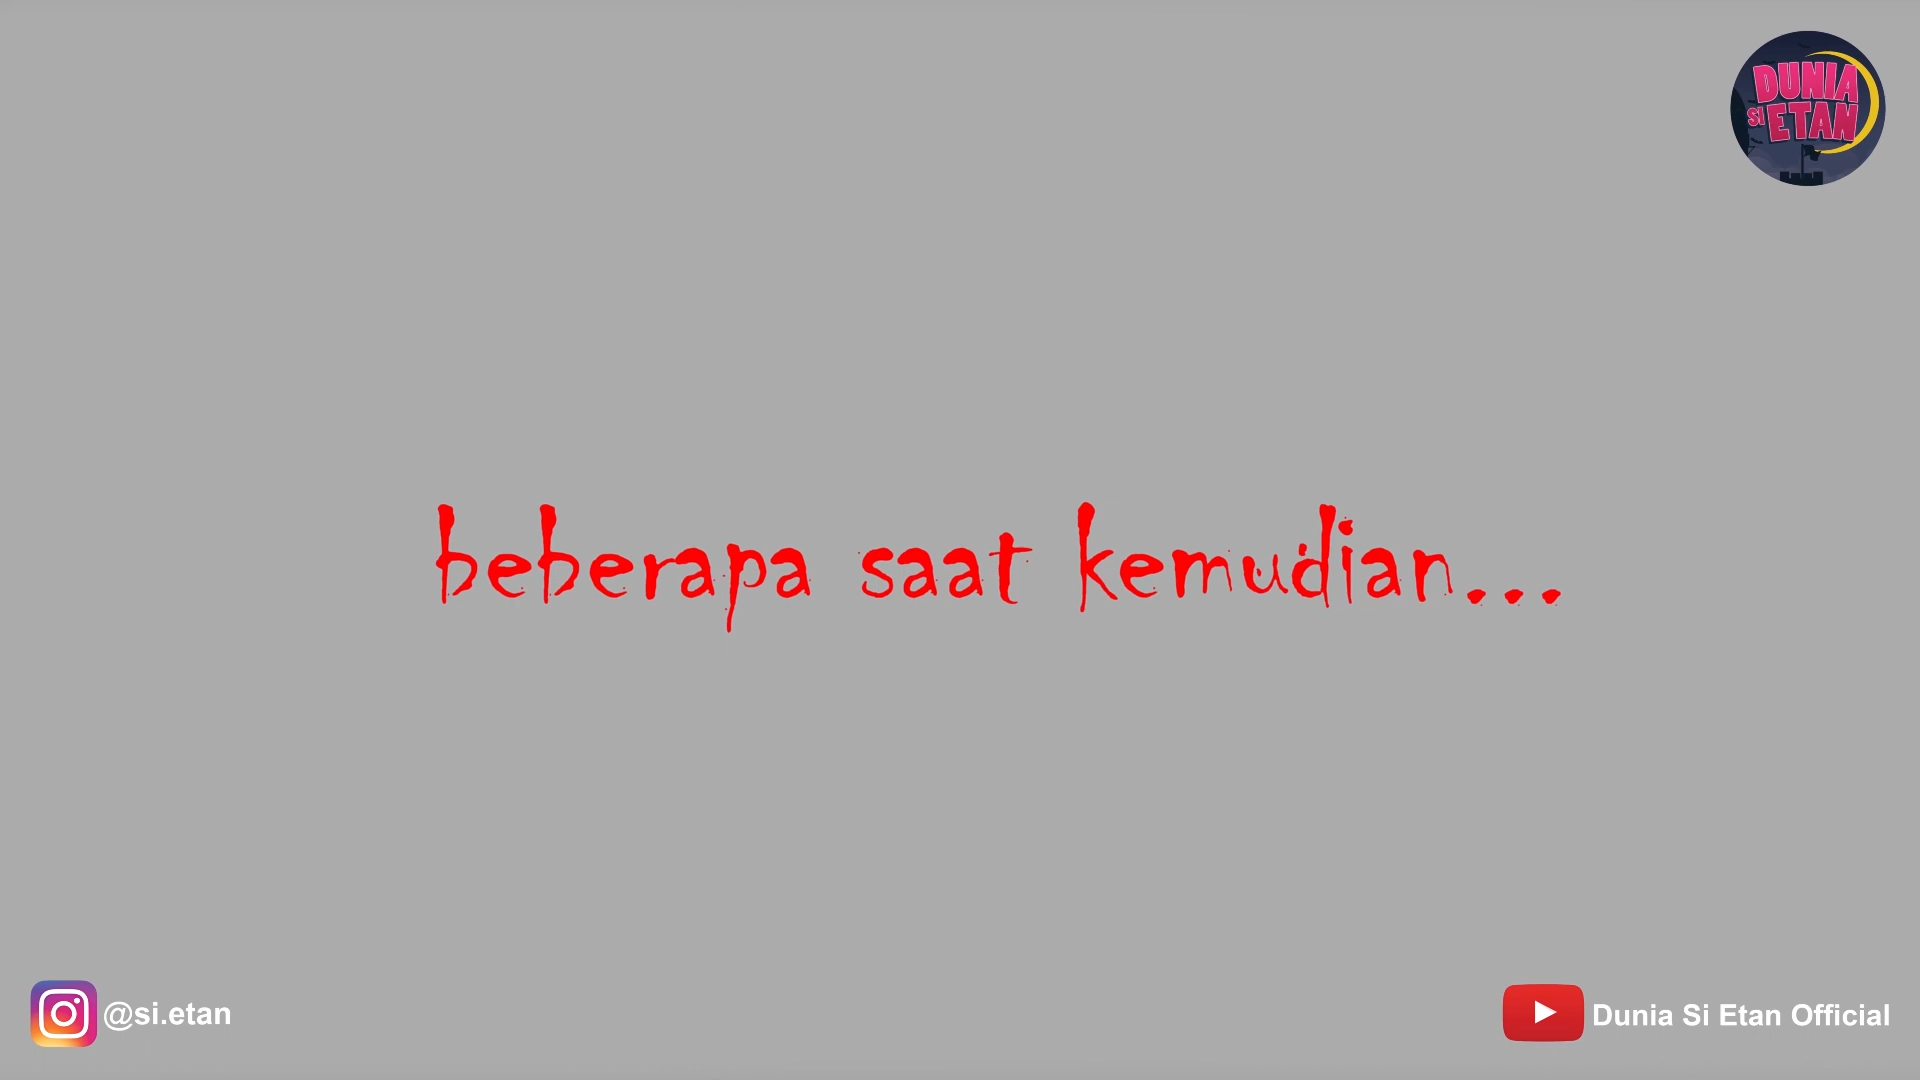 DUNIA
SI ETAN
beberapa saat kemudian...
@si.etan
Dunia Si Etan Official